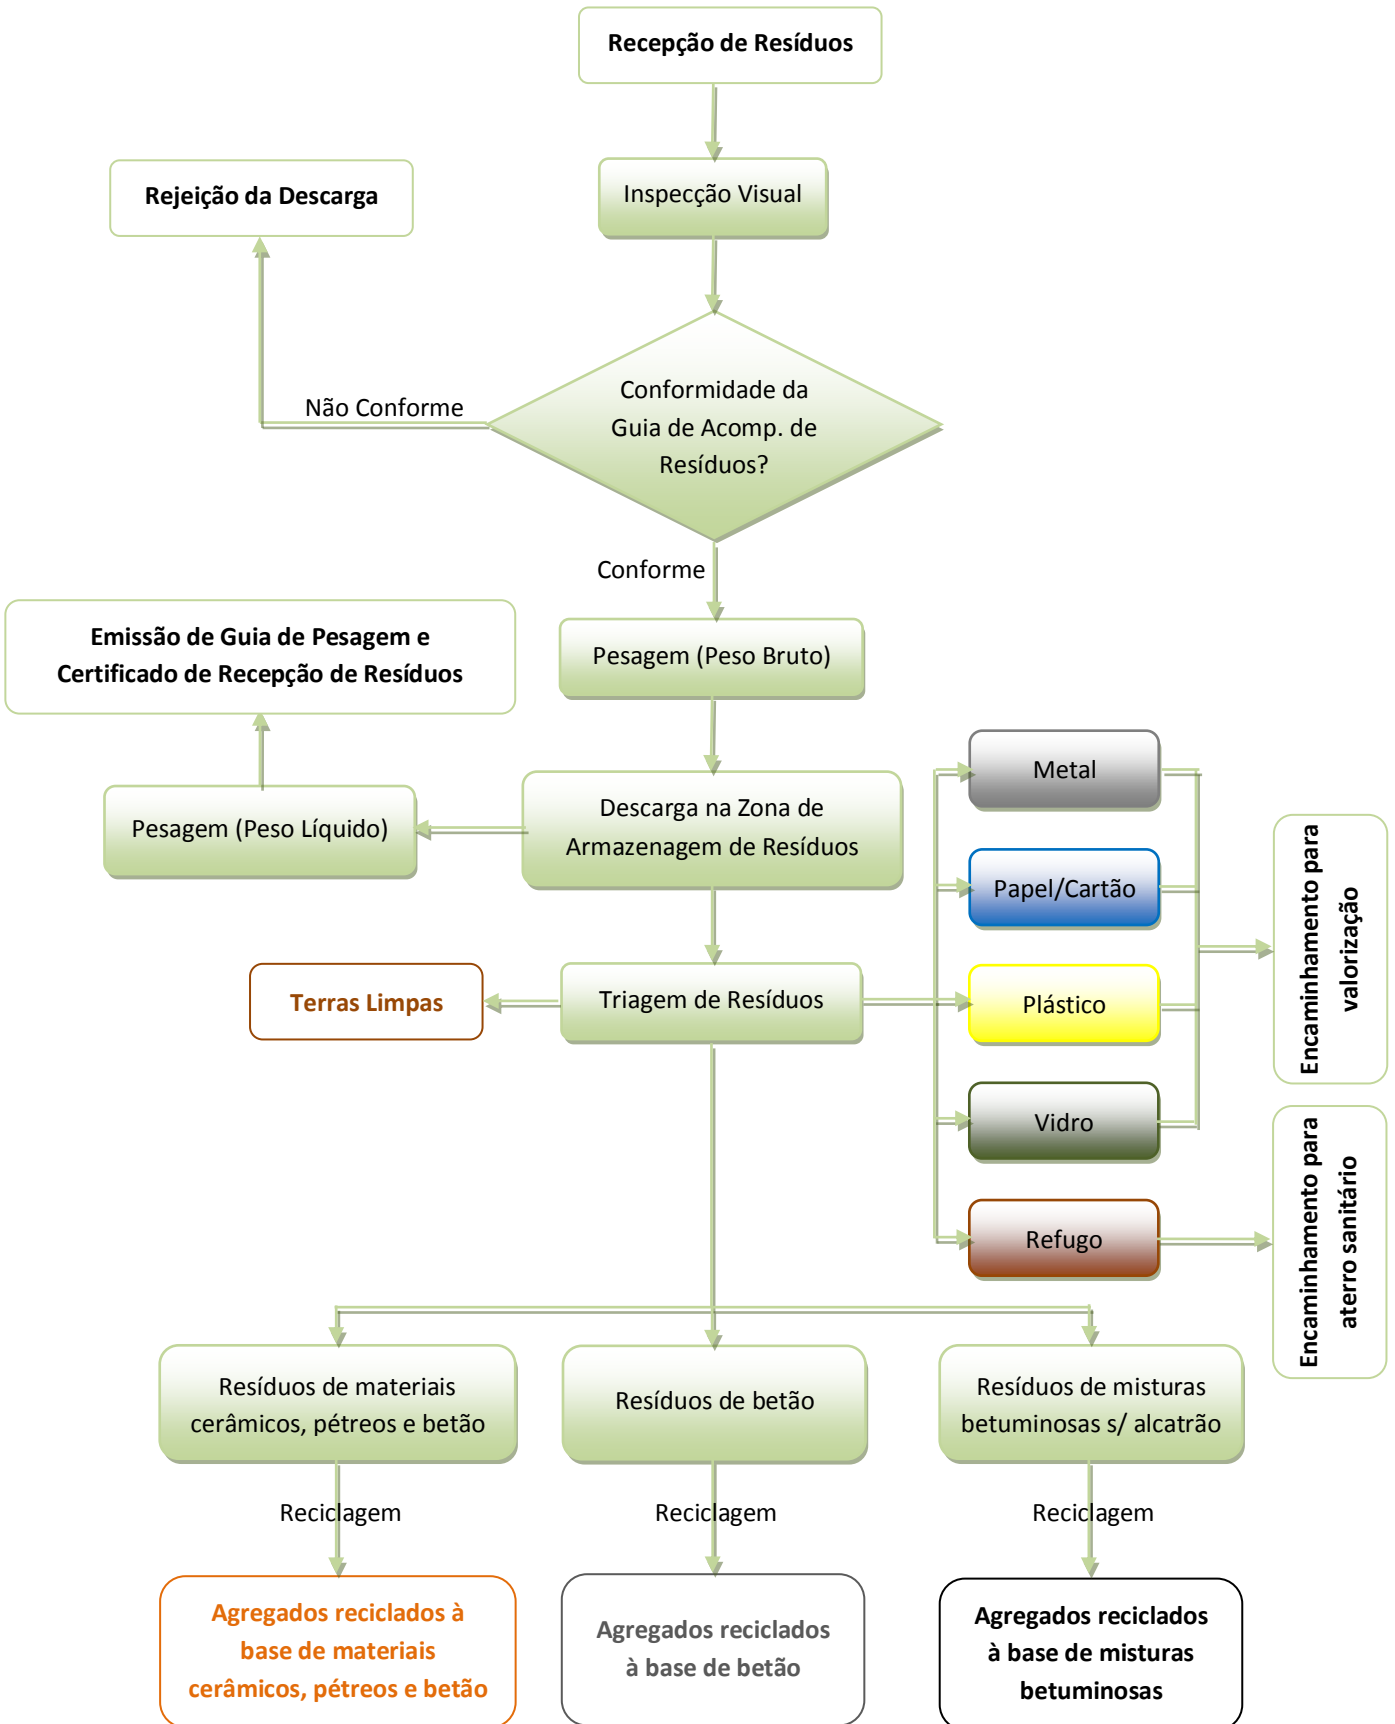 Recepção de Resíduos
Inspecção Visual
Rejeição da Descarga
Conformidade da
Guia de Acomp. de
Resíduos?
Não Conforme
Conforme
Emissão de Guia de Pesagem e
Certificado de Recepção de Resíduos
Pesagem (Peso Bruto)
Pesagem (Peso Líquido)
Descarga na Zona de
Armazenagem de Resíduos
Metal
Papel/Cartão
Plástico
Vidro
Refugo
Encaminhamento para
valorização
Encaminhamento para
aterro sanitário
Terras Limpas
Triagem de Resíduos
Resíduos de materiais
cerâmicos, pétreos e betão
Resíduos de betão
Resíduos de misturas
betuminosas s/ alcatrão
Reciclagem
Reciclagem
Reciclagem
Agregados reciclados à
base de materiais
cerâmicos, pétreos e betão
Agregados reciclados
à base de betão
Agregados reciclados
à base de misturas
betuminosas